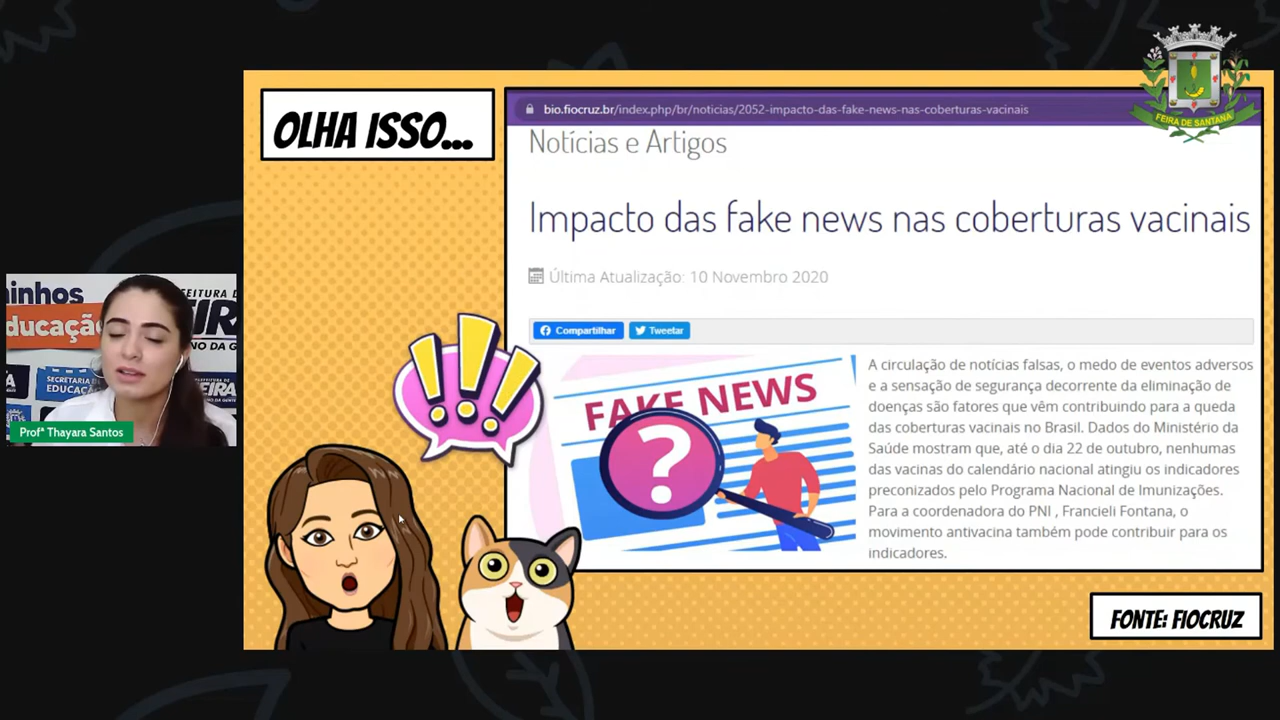 FEIRA DE SANTANA
OLHA ISSO...
bio.fiocruz.br/index.php/br/noticias/2052-impacto-das-fake-news-nas-coberturas-vacinais
Notícias e Artigos
Impacto das fake news nas coberturas vacinais
Última Atualização: 10 Novembro 2020
Compartilhar
Tweetar
FAKE NEWS
?
A circulação de notícias falsas, o medo de eventos adversos
e a sensação de segurança decorrente da eliminação de
doenças são fatores que vêm contribuindo para a queda
das coberturas vacinais no Brasil. Dados do Ministério da
Saúde mostram que, até o dia 22 de outubro, nenhumas
das vacinas do calendário nacional atingiu os indicadores
preconizados pelo Programa Nacional de Imunizações.
Para a coordenadora do PNI , Francieli Fontana, o
movimento antivacina também pode contribuir para os
indicadores.
!!!
FONTE: FIOCRUZ
inhos
ducação
SECRETARIA
EDUCAÇ
Profª Thayara Santos